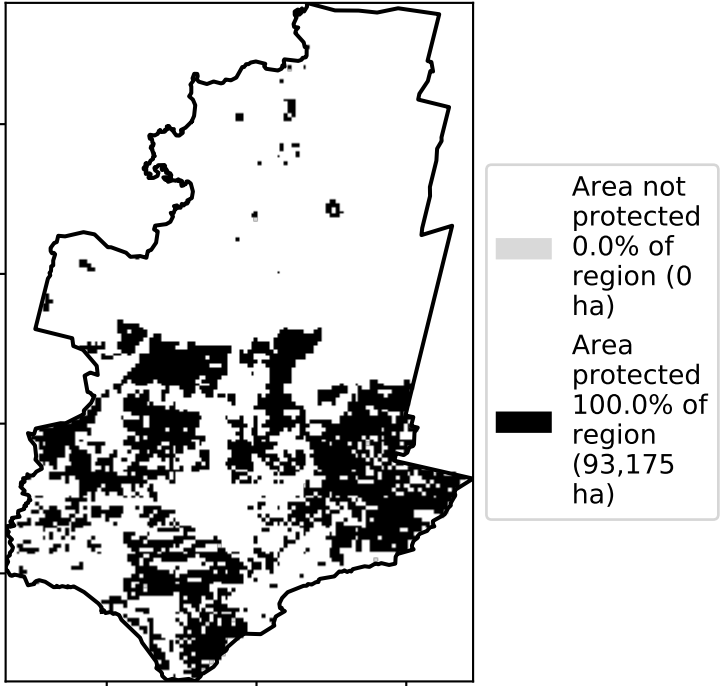 Area not
protected
0.0% of
region (0
ha)
Area
protected
100.0% of
region
(93,175
ha)